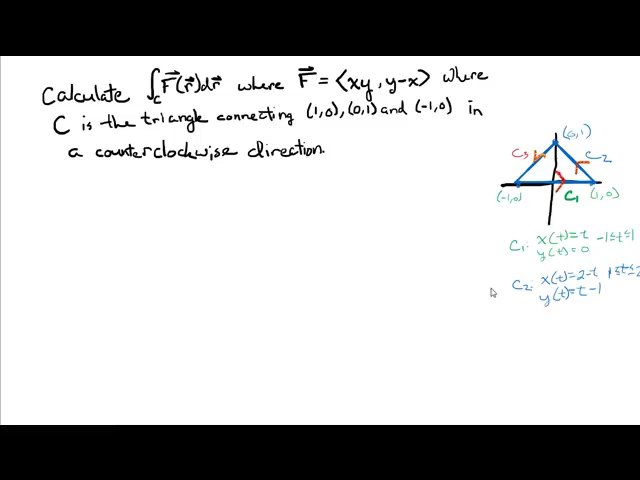 Calculate ∫_C F⃗(r⃗)dr⃗ where F⃗ = ⟨xy, y-x⟩ where
C is the triangle connecting (1,0), (0,1) and (-1,0) in
a counterclockwise direction.
(0,1)
C3
C2
(-1,0)
C1
(1,0)
C1: x(t)=t -1≤t≤1
y(t)=0
C2: x(t)=2-t 1≤t≤2
y(t)=t-1